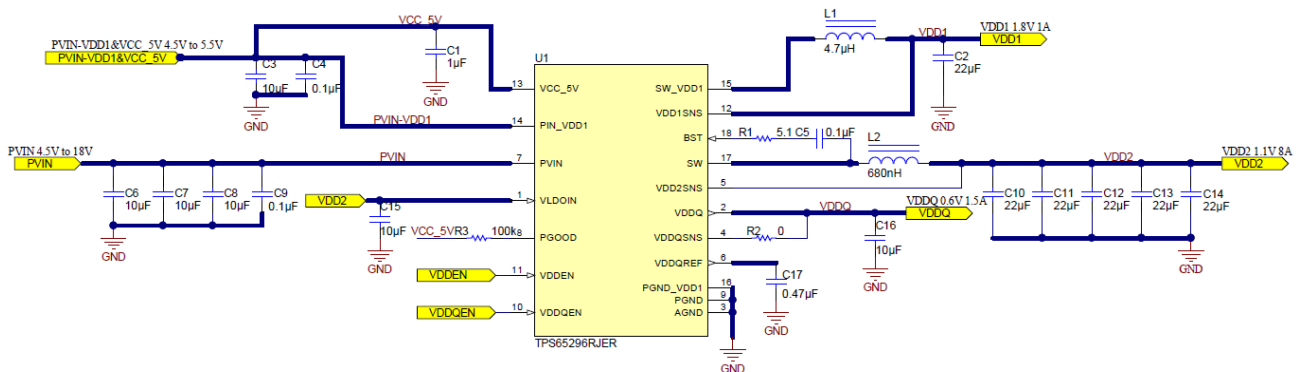 VCC_5V
PVIN-VDD1&VCC_5V 4.5V to 5.5V
PVIN-VDD1&VCC_5V
C1
1µF
GND
C3
10µF
C4
0.1µF
GND
PVIN-VDD1
PVIN 4.5V to 18V
PVIN
PVIN
C6
10µF
C7
10µF
C8
10µF
C9
0.1µF
GND
VDD2
C15
10µF
GND
VCC_5V
R3
100k
VDDEN
VDDQEN
U1
13
VCC_5V
14
PIN_VDD1
7
PVIN
1
VLDOIN
8
PGOOD
11
VDDEN
10
VDDQEN
SW_VDD1
15
VDD1SNS
12
BST
18
SW
17
VDD2SNS
5
VDDQ
2
VDDQSNS
4
VDDQREF
6
PGND_VDD1
16
PGND
9
AGND
3
TPS65296RJER
L1
4.7µH
VDD1
VDD1 1.8V 1A
VDD1
C2
22µF
GND
R1
5.1
C5
0.1µF
L2
680nH
VDD2
VDD2 1.1V 8A
VDD2
C10
22µF
C11
22µF
C12
22µF
C13
22µF
C14
22µF
GND
VDDQ
VDDQ 0.6V 1.5A
VDDQ
R2
0
C16
10µF
GND
C17
0.47µF
GND
GND